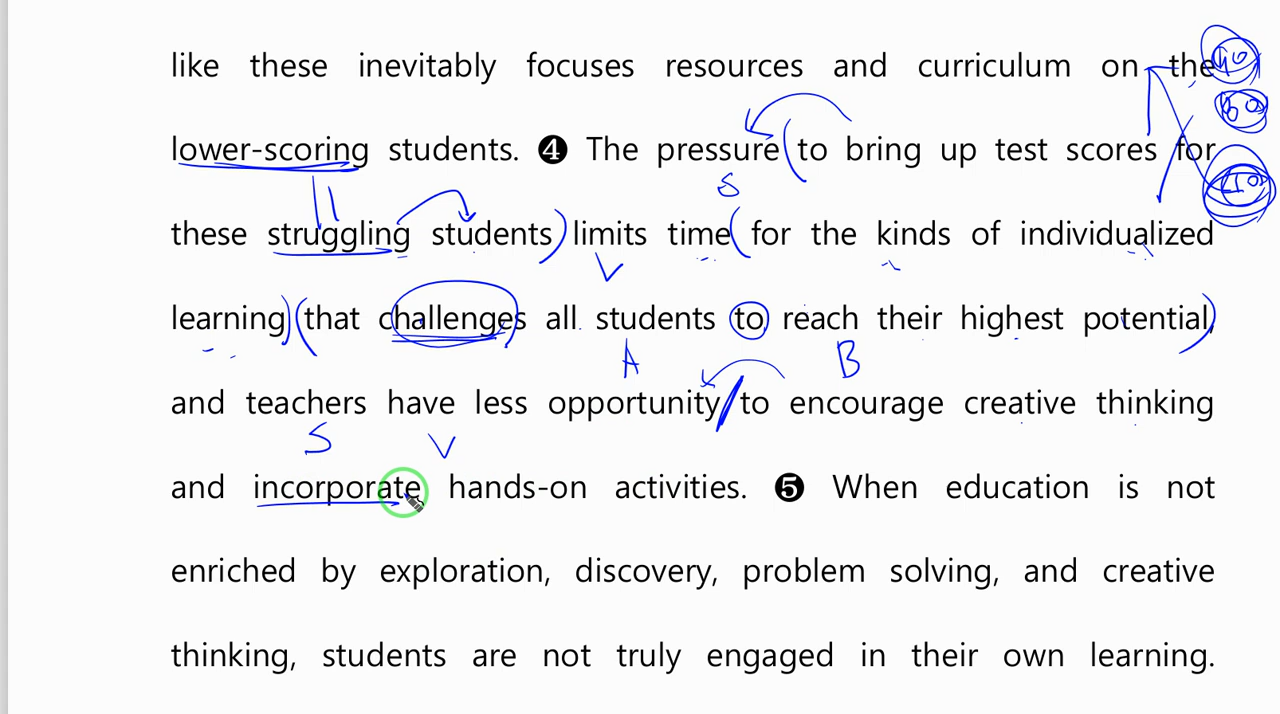 like these inevitably focuses resources and curriculum on the
lower-scoring students. ❹ The pressure to bring up test scores for
S
these struggling students) limits time (for the kinds of individualized
V
learning) (that challenges all students to reach their highest potential,)
A B
and teachers have less opportunity / to encourage creative thinking
S V
and incorporate hands-on activities. ❺ When education is not
enriched by exploration, discovery, problem solving, and creative
thinking, students are not truly engaged in their own learning.